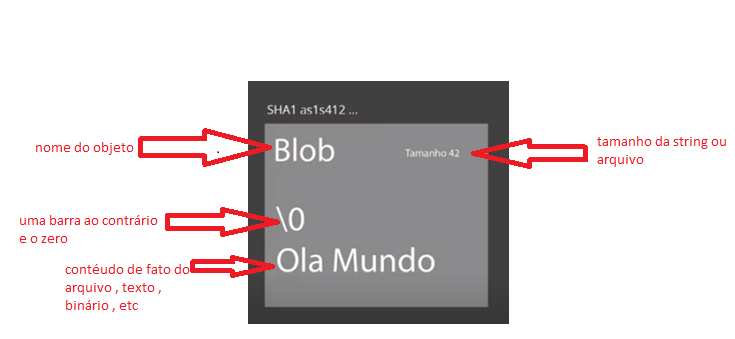 SHA1 as1s412 ...
nome do objeto
Blob
Tamanho 42
tamanho da string ou
arquivo
uma barra ao contrário
e o zero
\0
contéudo de fato do
arquivo , texto ,
binário , etc
Ola Mundo